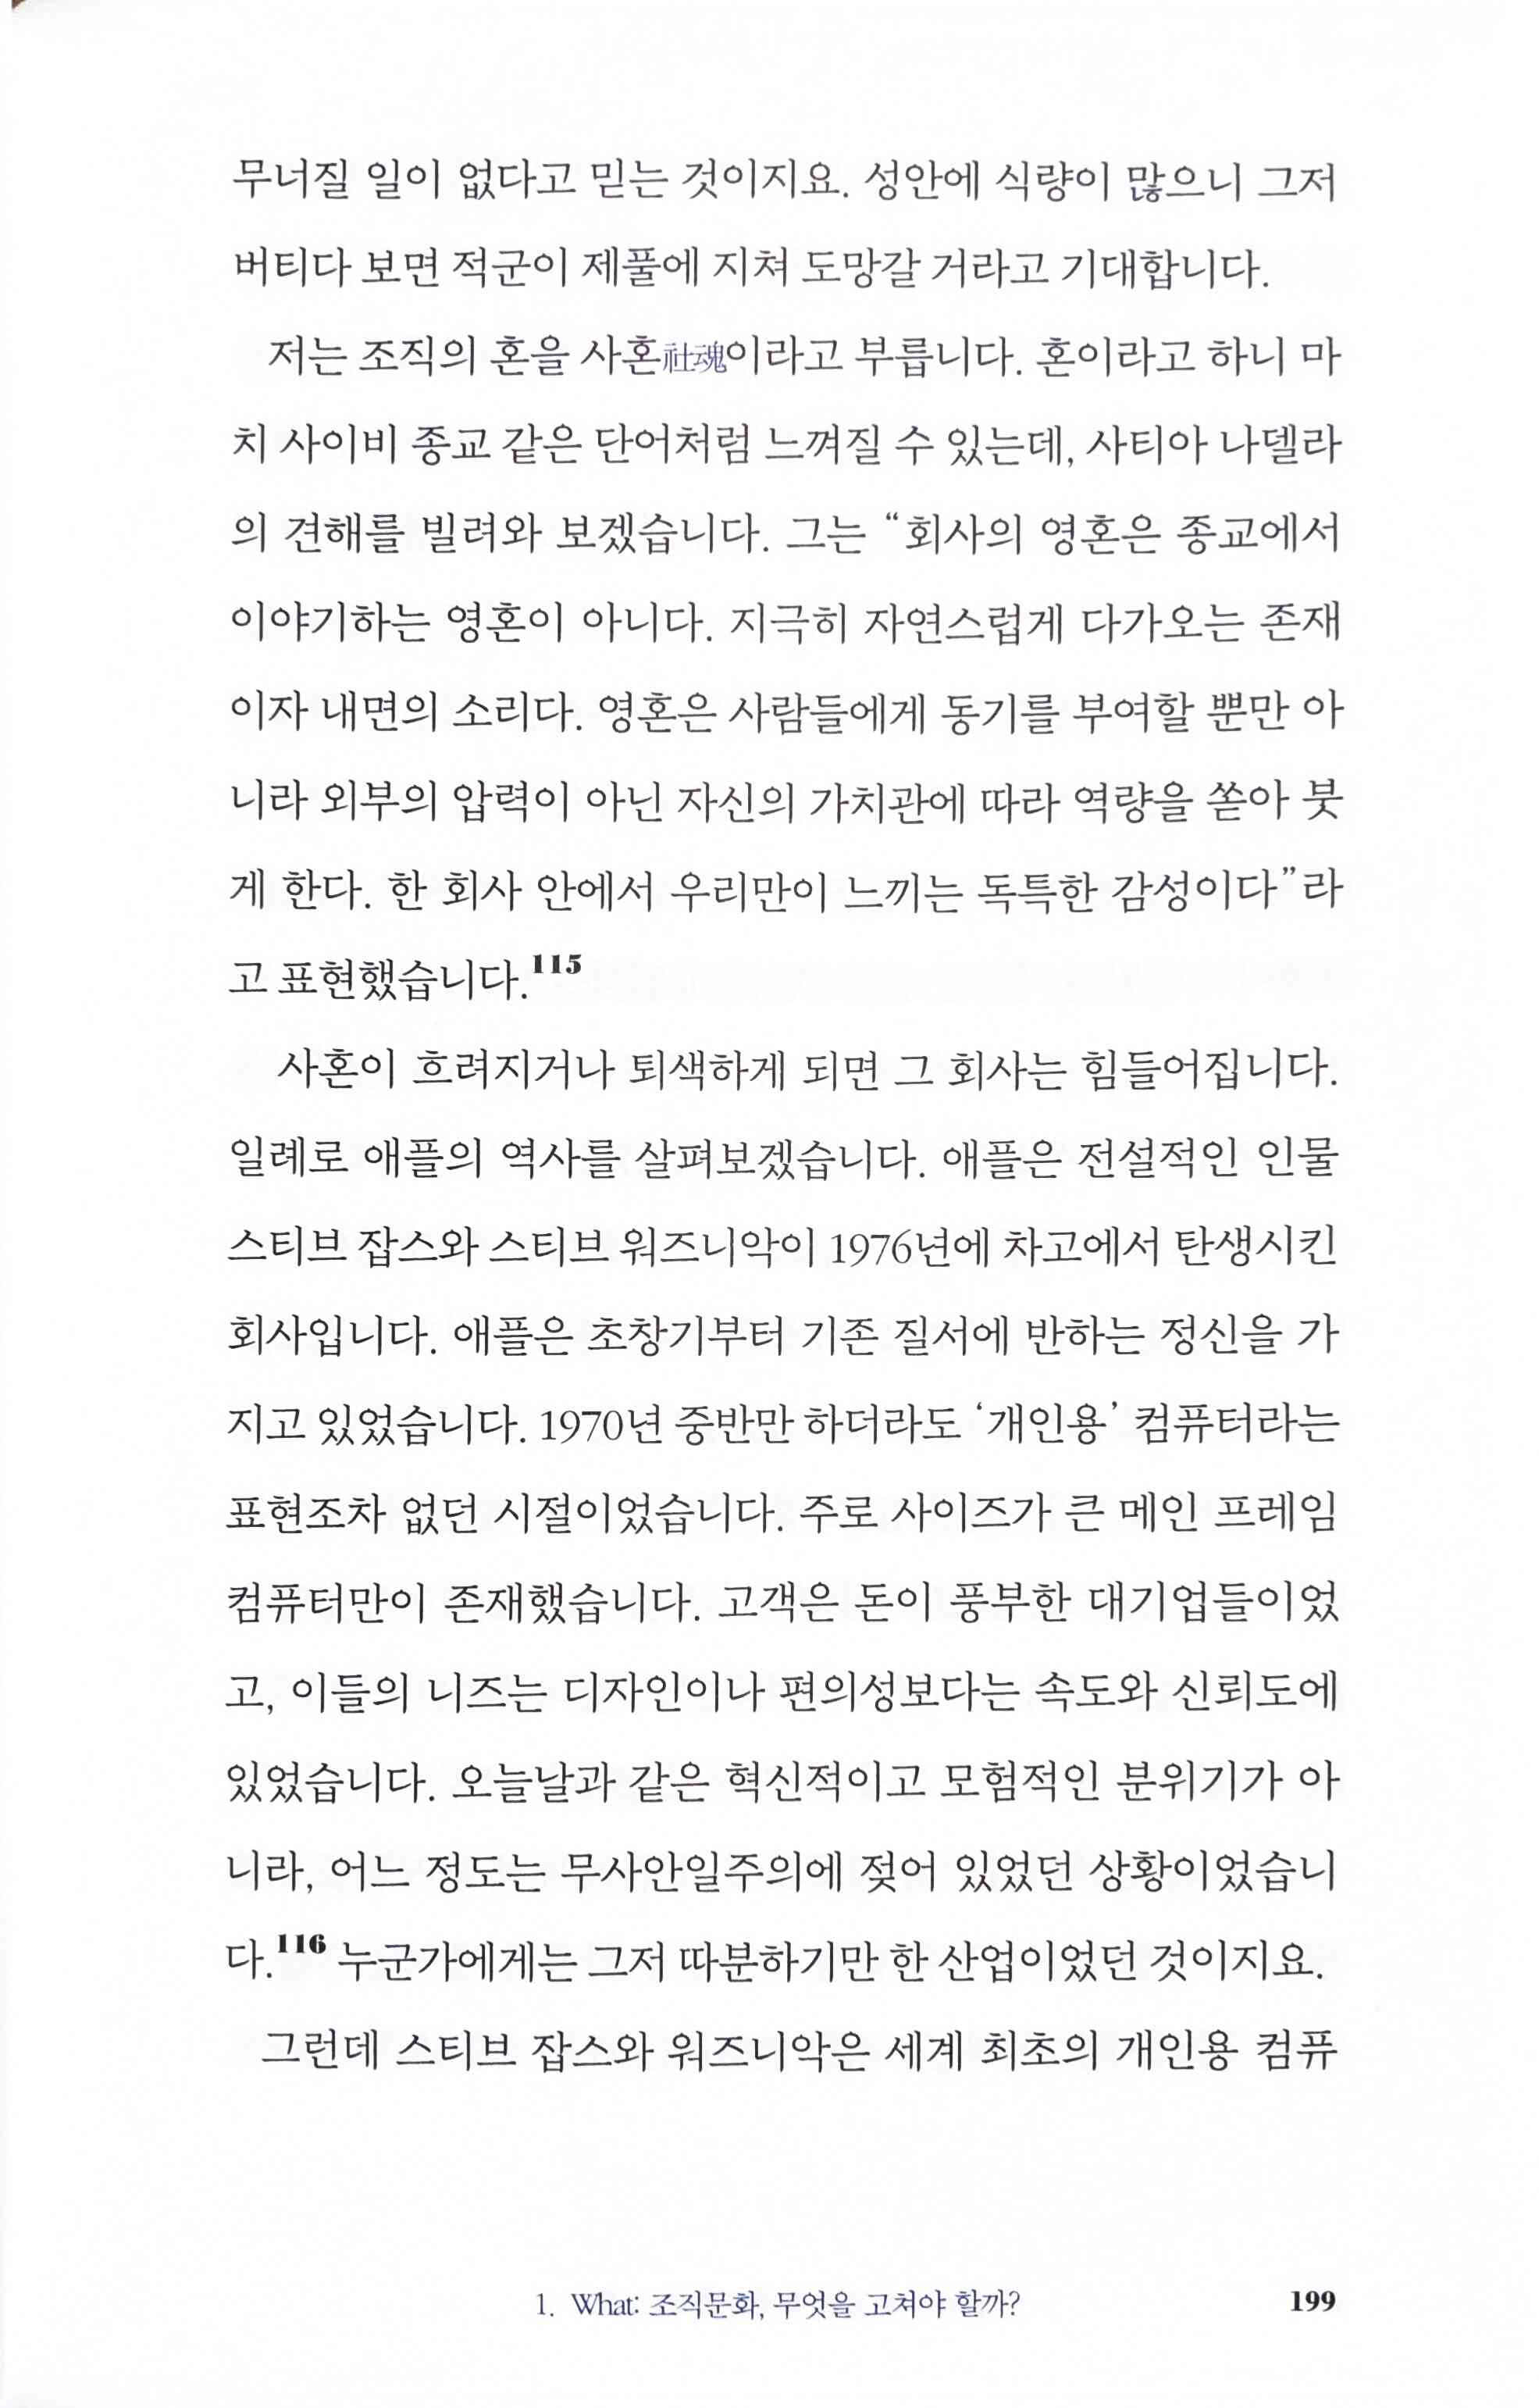 무너질 일이 없다고 믿는 것이지요. 성안에 식량이 많으니 그저
버티다 보면 적군이 제풀에 지쳐 도망갈 거라고 기대합니다.
저는 조직의 혼을 사혼社魂이라고 부릅니다. 혼이라고 하니 마
치 사이비 종교 같은 단어처럼 느껴질 수 있는데, 사티아 나델라
의 견해를 빌려와 보겠습니다. 그는 “회사의 영혼은 종교에서
이야기하는 영혼이 아니다. 지극히 자연스럽게 다가오는 존재
이자 내면의 소리다. 영혼은 사람들에게 동기를 부여할 뿐만 아
니라 외부의 압력이 아닌 자신의 가치관에 따라 역량을 쏟아 붓
게 한다. 한 회사 안에서 우리만이 느끼는 독특한 감성이다”라
고 표현했습니다.115
사혼이 흐려지거나 퇴색하게 되면 그 회사는 힘들어집니다.
일례로 애플의 역사를 살펴보겠습니다. 애플은 전설적인 인물
스티브 잡스와 스티브 워즈니악이 1976년에 차고에서 탄생시킨
회사입니다. 애플은 초창기부터 기존 질서에 반하는 정신을 가
지고 있었습니다. 1970년 중반만 하더라도 ‘개인용’ 컴퓨터라는
표현조차 없던 시절이었습니다. 주로 사이즈가 큰 메인 프레임
컴퓨터만이 존재했습니다. 고객은 돈이 풍부한 대기업들이었
고, 이들의 니즈는 디자인이나 편의성보다는 속도와 신뢰도에
있었습니다. 오늘날과 같은 혁신적이고 모험적인 분위기가 아
니라, 어느 정도는 무사안일주의에 젖어 있었던 상황이었습니
다.116 누군가에게는 그저 따분하기만 한 산업이었던 것이지요.
그런데 스티브 잡스와 워즈니악은 세계 최초의 개인용 컴퓨
1. What: 조직문화, 무엇을 고쳐야 할까? 199